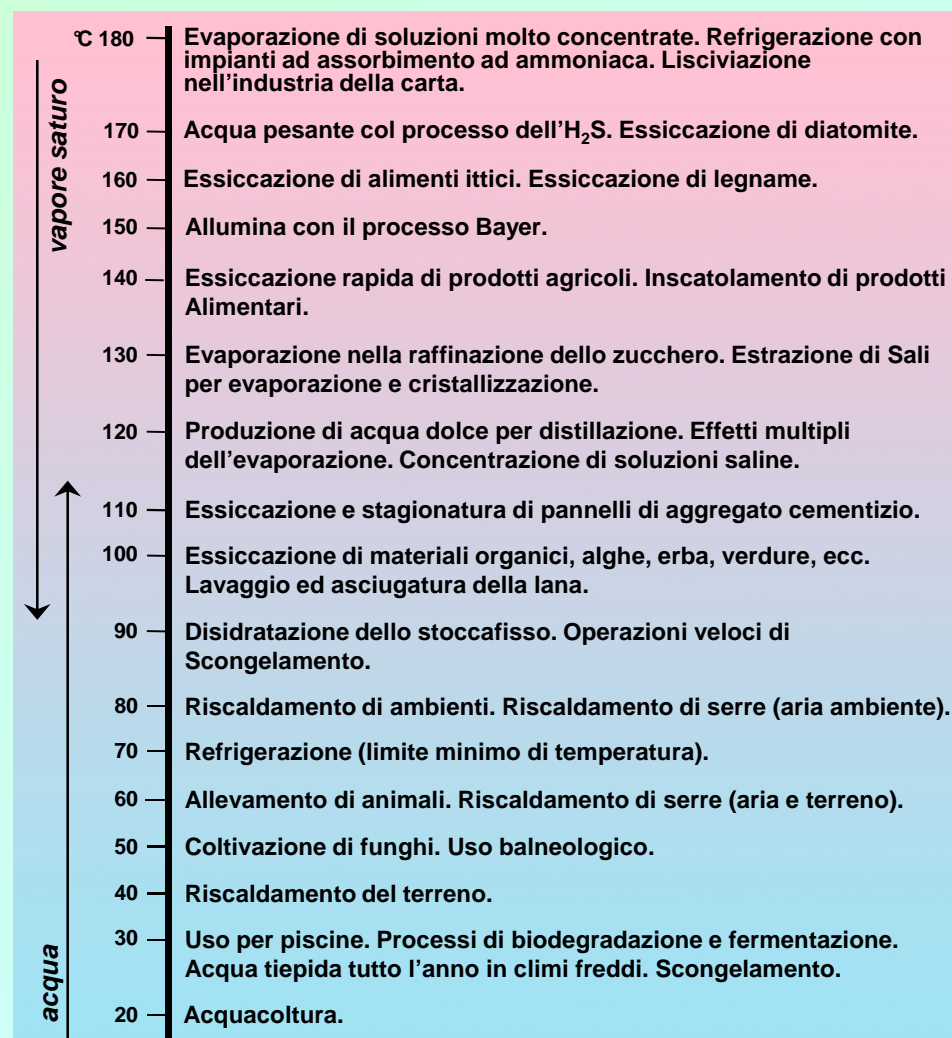 °C 180 Evaporazione di soluzioni molto concentrate. Refrigerazione con
impianti ad assorbimento ad ammoniaca. Lisciviazione
nell'industria della carta.
vapore saturo
170 Acqua pesante col processo dell'H₂S. Essiccazione di diatomite.
160 Essiccazione di alimenti ittici. Essiccazione di legname.
150 Allumina con il processo Bayer.
140 Essiccazione rapida di prodotti agricoli. Inscatolamento di prodotti
Alimentari.
130 Evaporazione nella raffinazione dello zucchero. Estrazione di Sali
per evaporazione e cristallizzazione.
120 Produzione di acqua dolce per distillazione. Effetti multipli
dell'evaporazione. Concentrazione di soluzioni saline.
110 Essiccazione e stagionatura di pannelli di aggregato cementizio.
100 Essiccazione di materiali organici, alghe, erba, verdure, ecc.
Lavaggio ed asciugatura della lana.
90 Disidratazione dello stoccafisso. Operazioni veloci di
Scongelamento.
80 Riscaldamento di ambienti. Riscaldamento di serre (aria ambiente).
70 Refrigerazione (limite minimo di temperatura).
60 Allevamento di animali. Riscaldamento di serre (aria e terreno).
50 Coltivazione di funghi. Uso balneologico.
40 Riscaldamento del terreno.
30 Uso per piscine. Processi di biodegradazione e fermentazione.
Acqua tiepida tutto l'anno in climi freddi. Scongelamento.
acqua
20 Acquacoltura.